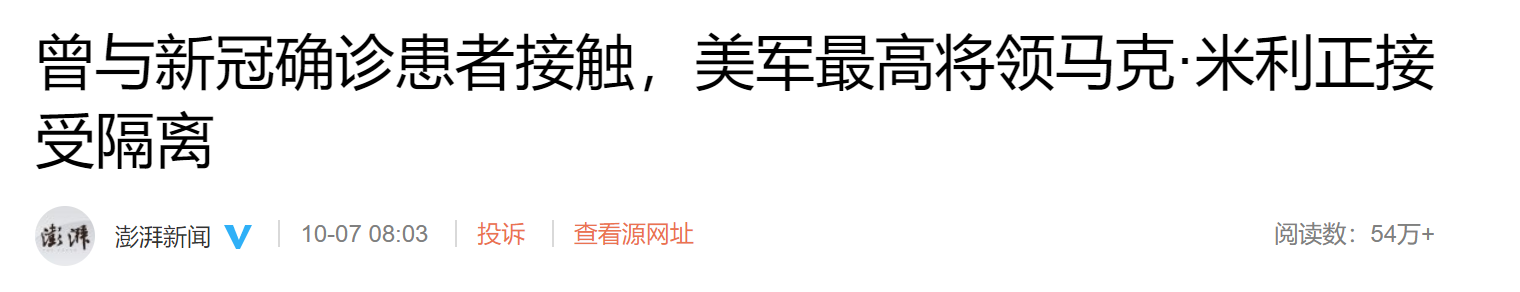 曾与新冠确诊患者接触，美军最高将领马克·米利正接
受隔离
澎湃 澎湃新闻 10-07 08:03 投诉 查看源网址 阅读数：54万+